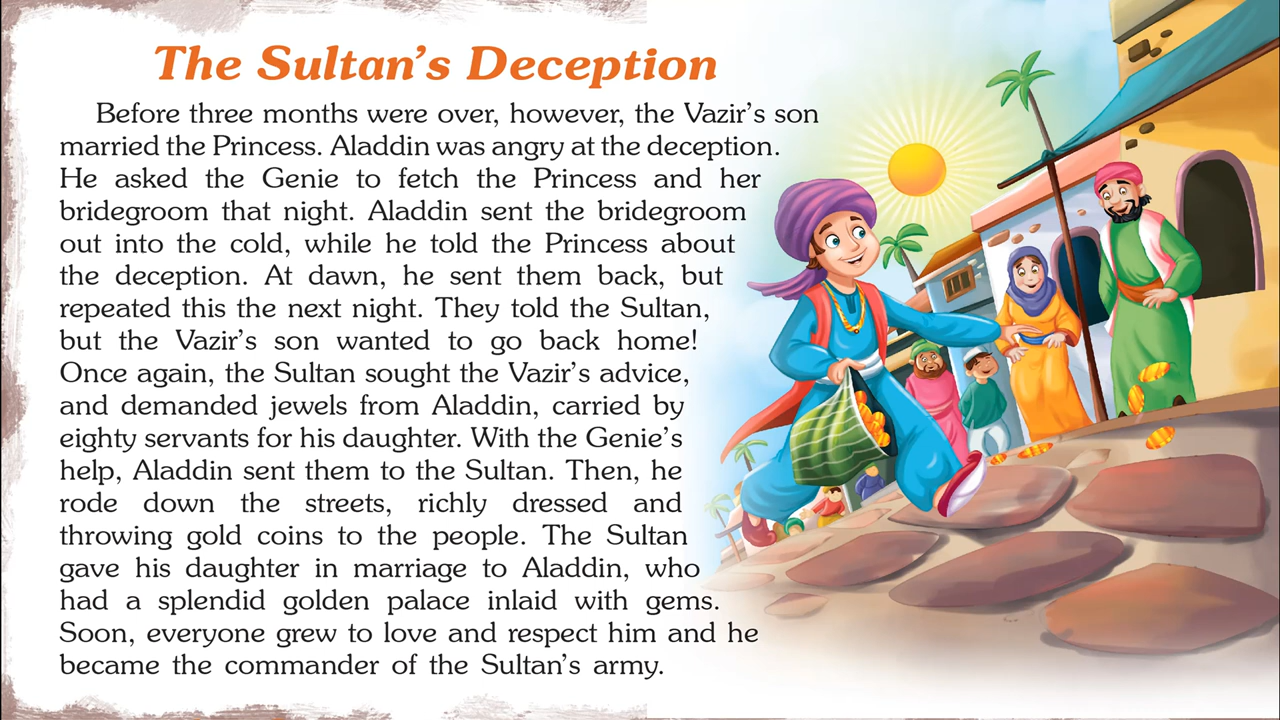 The Sultan's Deception
Before three months were over, however, the Vazir's son
married the Princess. Aladdin was angry at the deception.
He asked the Genie to fetch the Princess and her
bridegroom that night. Aladdin sent the bridegroom
out into the cold, while he told the Princess about
the deception. At dawn, he sent them back, but
repeated this the next night. They told the Sultan,
but the Vazir's son wanted to go back home!
Once again, the Sultan sought the Vazir's advice,
and demanded jewels from Aladdin, carried by
eighty servants for his daughter. With the Genie's
help, Aladdin sent them to the Sultan. Then, he
rode down the streets, richly dressed and
throwing gold coins to the people. The Sultan
gave his daughter in marriage to Aladdin, who
had a splendid golden palace inlaid with gems.
Soon, everyone grew to love and respect him and he
became the commander of the Sultan's army.